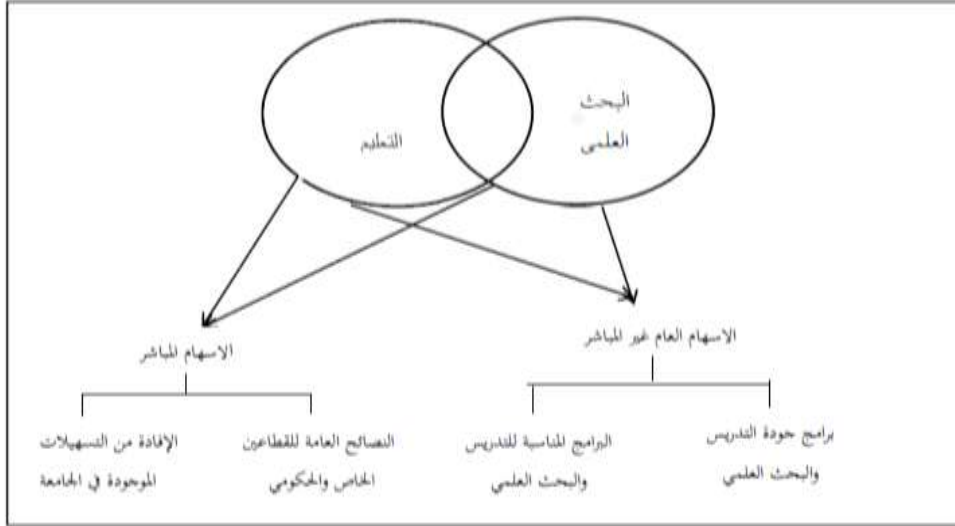 البحث
العلمي
التعليم
الاسهام العام غير المباشر
الاسهام المباشر
برامج جودة التدريس
والبحث العلمي
البرامج المناسبة للتدريس
والبحث العلمي
النصائح العامة للقطاعين
الخاص والحكومي
الإفادة من التسهيلات
الموجودة في الجامعة